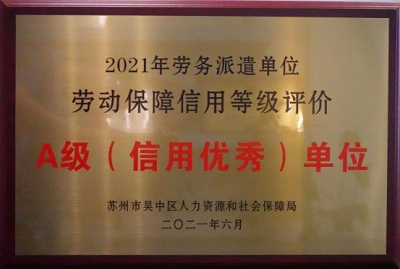 2021年劳务派遣单位
劳动保障信用等级评价
A级（信用优秀）单位
苏州市吴中区人力资源和社会保障局
二〇二一年六月